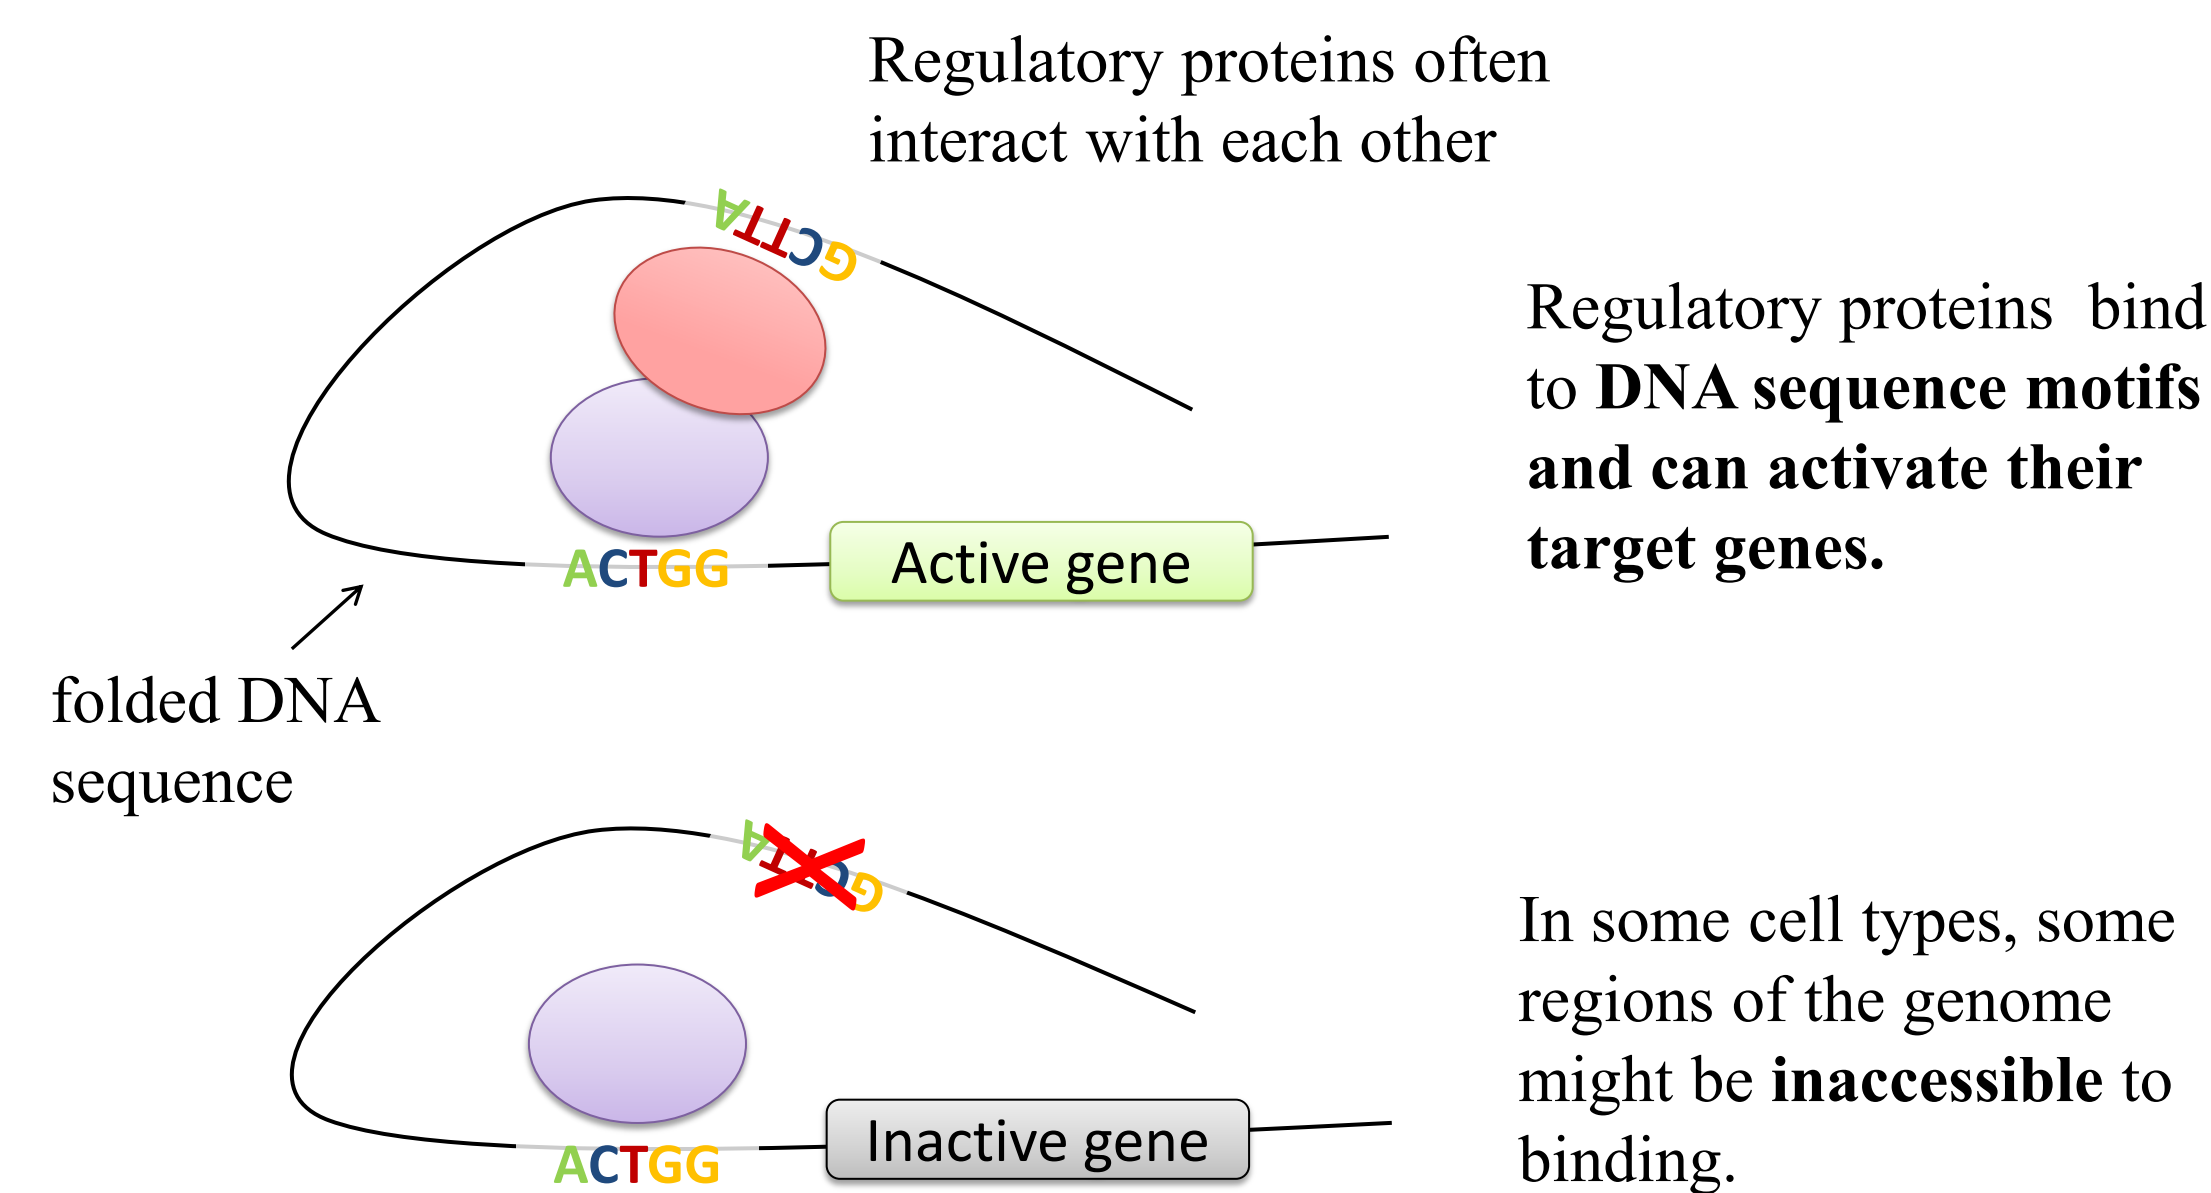 Regulatory proteins often
interact with each other
GCTTA
Regulatory proteins bind
to DNA sequence motifs
and can activate their
target genes.
ACTGG
Active gene
folded DNA
sequence
GCTTA
In some cell types, some
regions of the genome
might be inaccessible to
binding.
ACTGG
Inactive gene